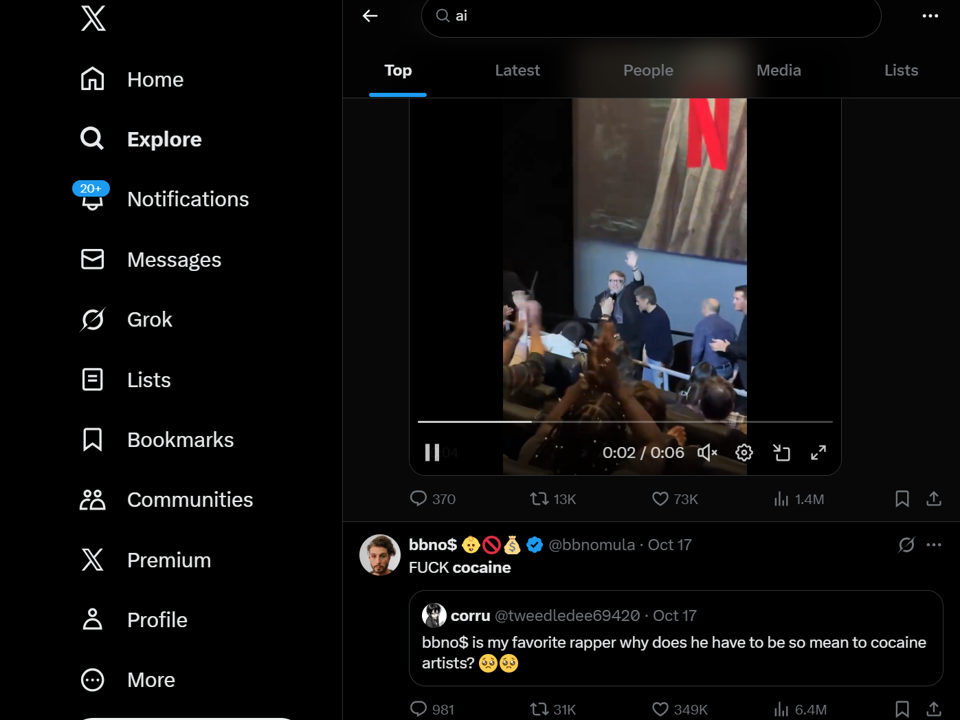 ai
Top
Latest
People
Media
Lists
Home
Explore
20+
Notifications
Messages
Grok
Lists
Bookmarks
Communities
Premium
Profile
More
N
0:02 / 0:06
370
13K
73K
1.4M
bbno$ 👶🚫💰 @bbnomula · Oct 17
FUCK cocaine
corru @tweedledee69420 · Oct 17
bbno$ is my favorite rapper why does he have to be so mean to cocaine
artists? 🥺🥺
981
31K
349K
6.4M